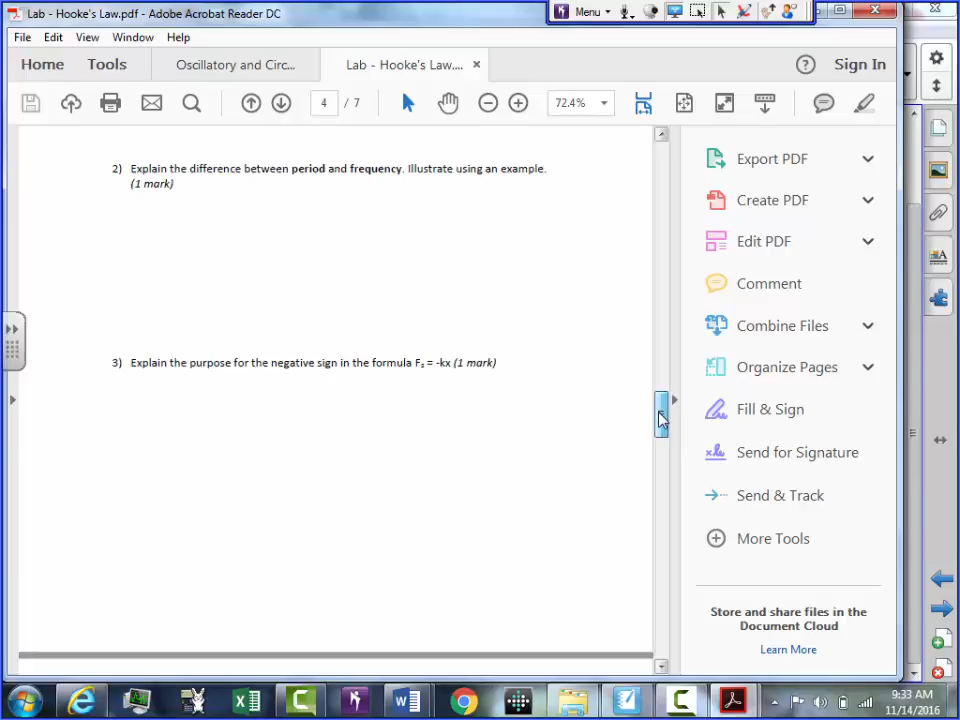 Lab - Hooke's Law.pdf - Adobe Acrobat Reader DC
Menu
File Edit View Window Help
Home Tools Oscillatory and Circ... Lab - Hooke's Law.... × Sign In
4 / 7 72.4%
2) Explain the difference between period and frequency. Illustrate using an example.
(1 mark)
3) Explain the purpose for the negative sign in the formula Fs = -kx (1 mark)
Export PDF
Create PDF
Edit PDF
Comment
Combine Files
Organize Pages
Fill & Sign
Send for Signature
Send & Track
More Tools
Store and share files in the
Document Cloud
Learn More
9:33 AM
11/14/2016